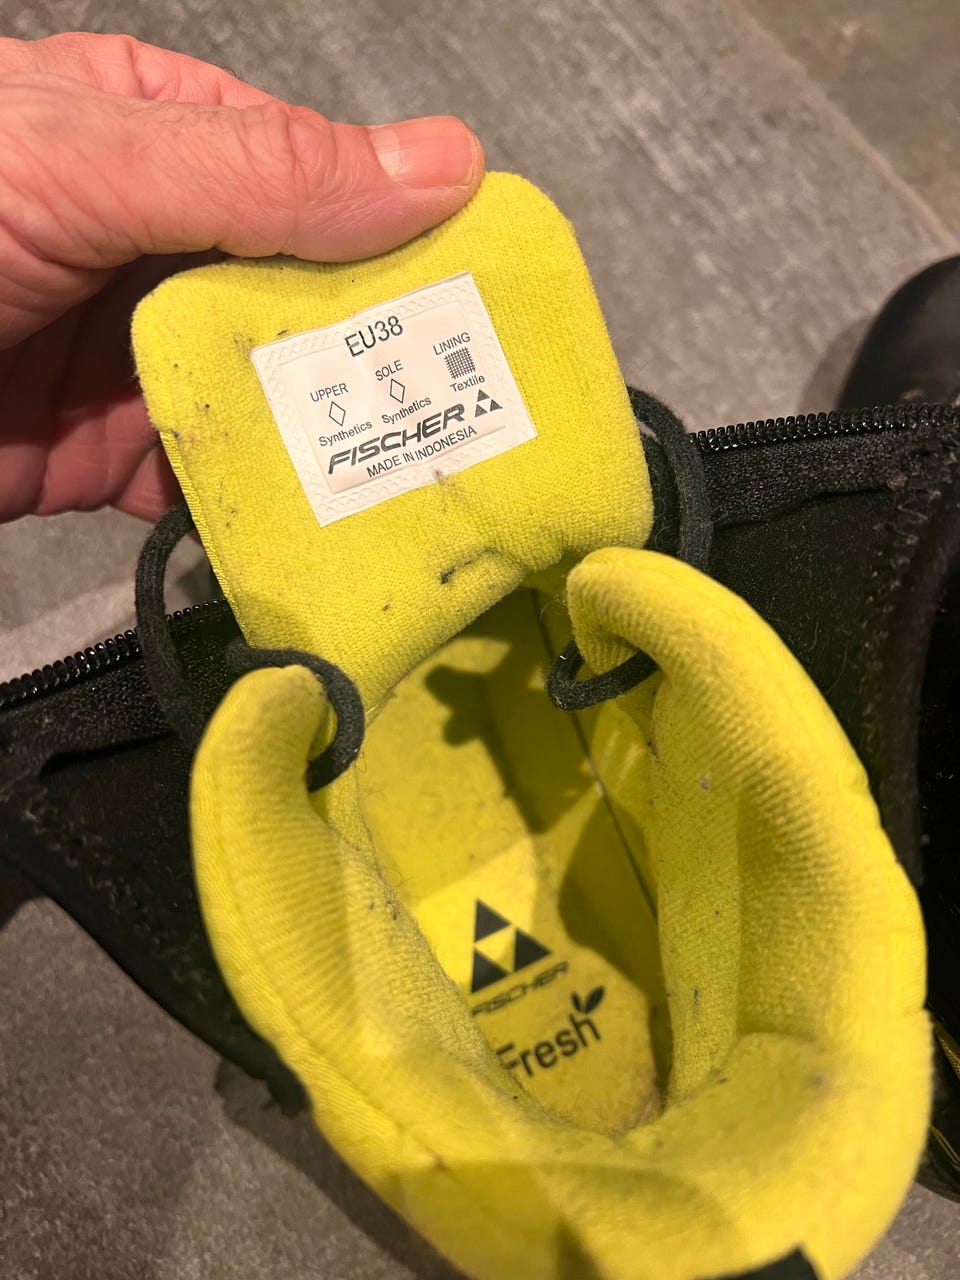 EU38
UPPER SOLE LINING
Synthetics Synthetics Textile
FISCHER
MADE IN INDONESIA
FISCHER
Fresh